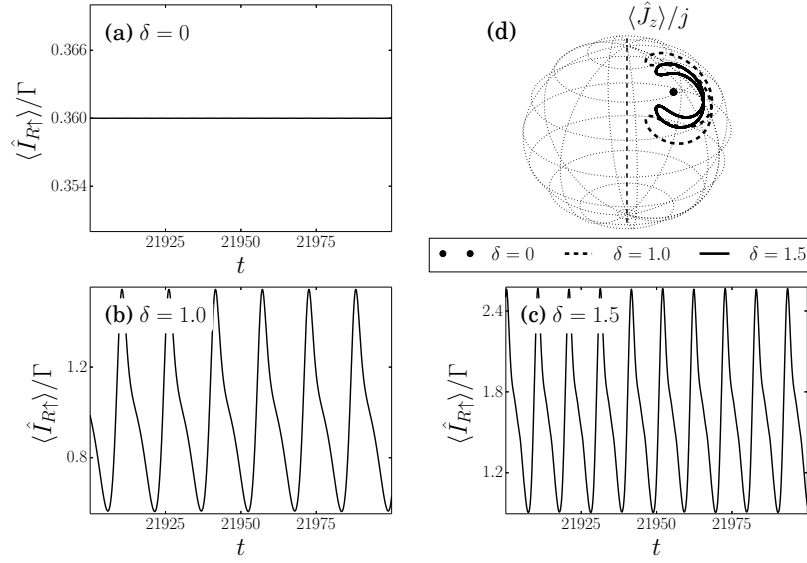 (a) δ = 0
0.366
0.360
0.354
⟨Î_{R↑}⟩/Γ
21925 21950 21975
t
(d)
⟨Ĵ_z⟩/j
δ = 0 δ = 1.0 δ = 1.5
(b) δ = 1.0
1.2
0.8
⟨Î_{R↑}⟩/Γ
21925 21950 21975
t
(c) δ = 1.5
2.4
1.8
1.2
⟨Î_{R↑}⟩/Γ
21925 21950 21975
t